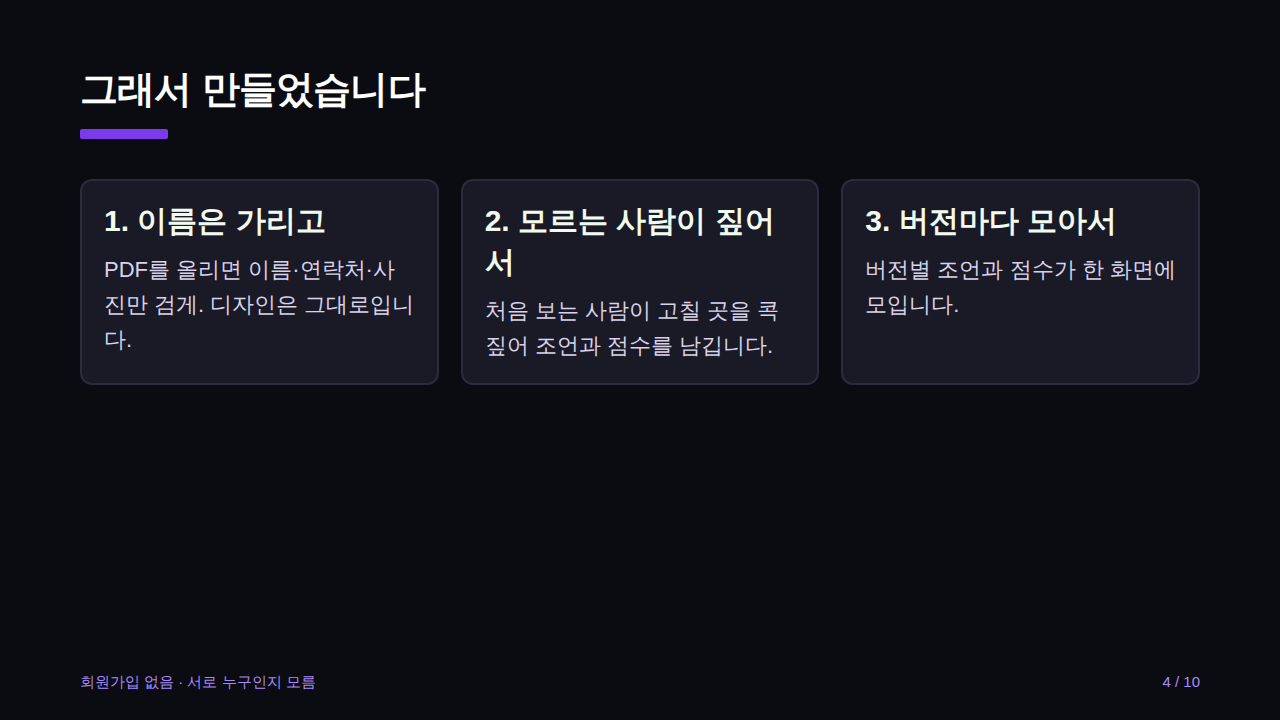 그래서 만들었습니다
1. 이름은 가리고
PDF를 올리면 이름·연락처·사
진만 검게. 디자인은 그대로입니
다.
2. 모르는 사람이 짚어
서
처음 보는 사람이 고칠 곳을 콕
짚어 조언과 점수를 남깁니다.
3. 버전마다 모아서
버전별 조언과 점수가 한 화면에
모입니다.
회원가입 없음 · 서로 누구인지 모름
4 / 10